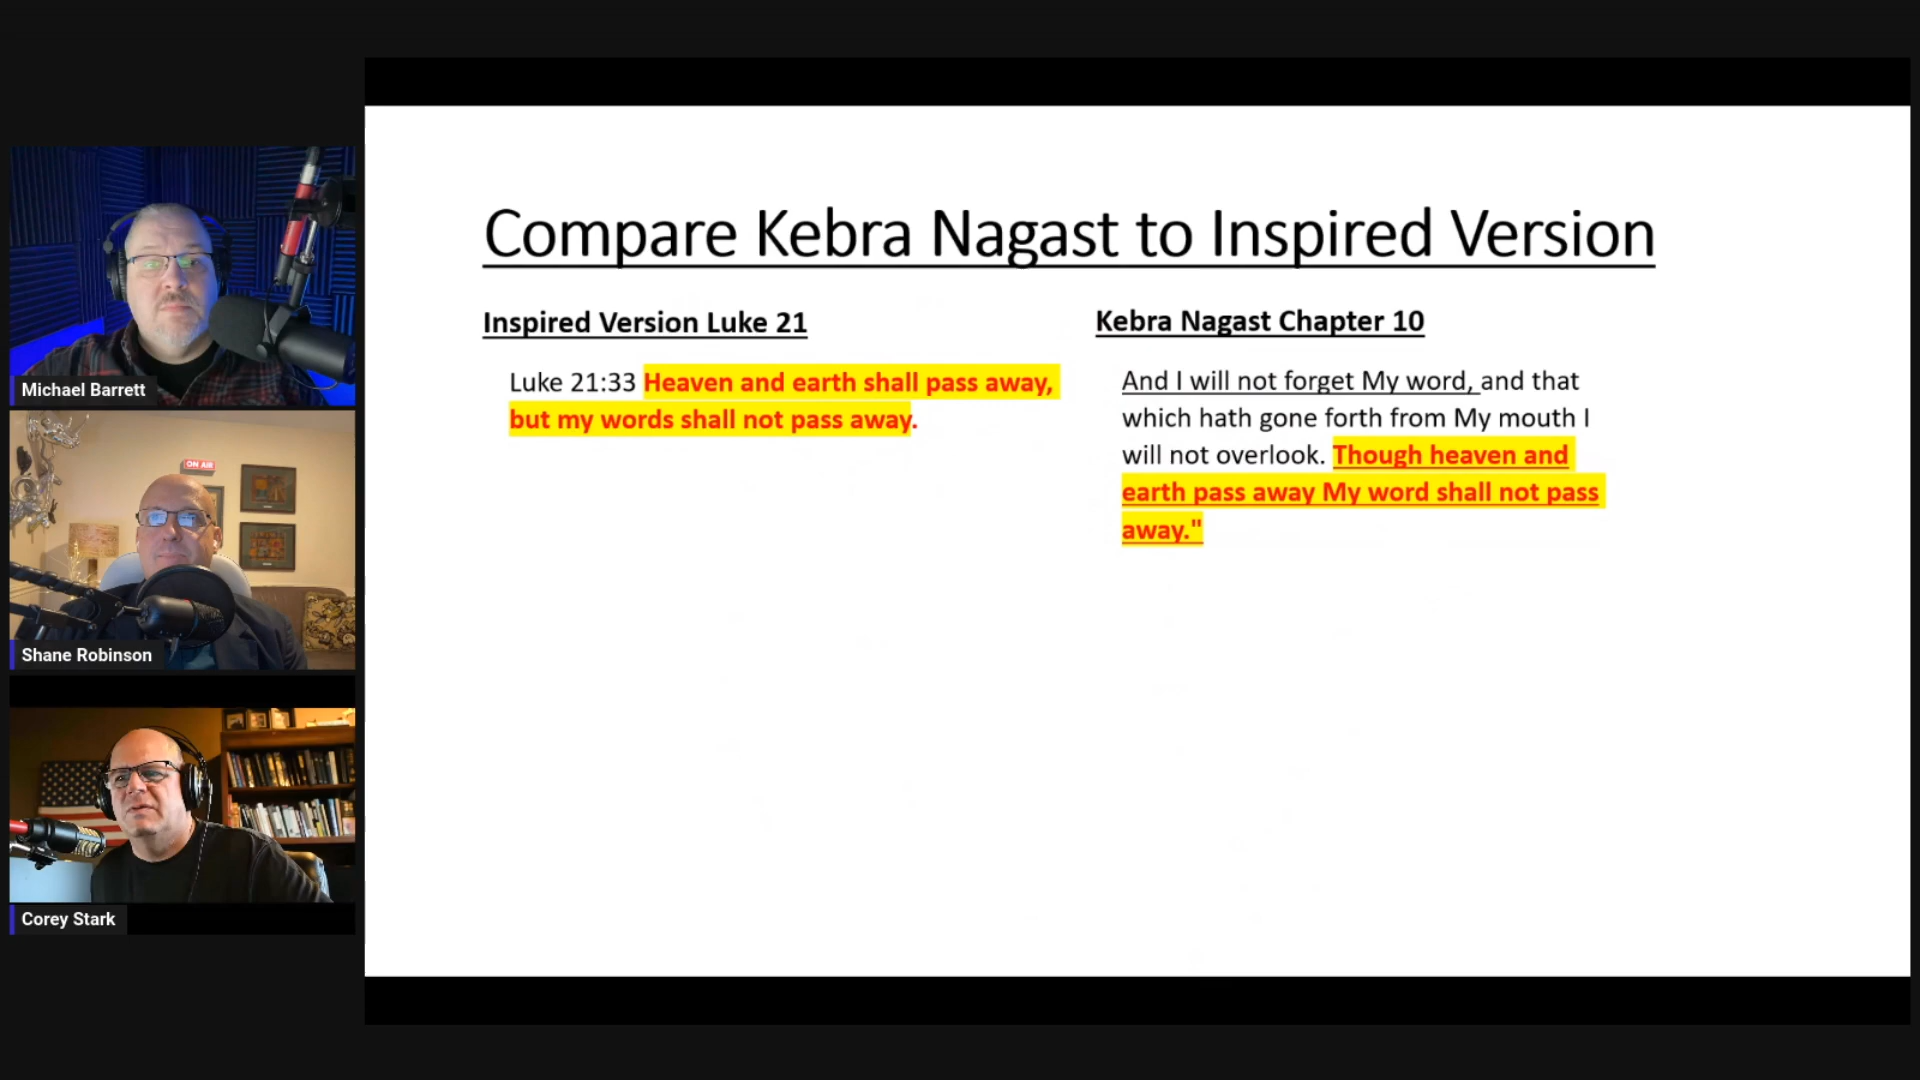 Compare Kebra Nagast to Inspired Version
Inspired Version Luke 21
Luke 21:33 Heaven and earth shall pass away,
but my words shall not pass away.
Kebra Nagast Chapter 10
And I will not forget My word, and that
which hath gone forth from My mouth I
will not overlook. Though heaven and
earth pass away My word shall not pass
away."
Michael Barrett
ON AIR
Shane Robinson
Corey Stark